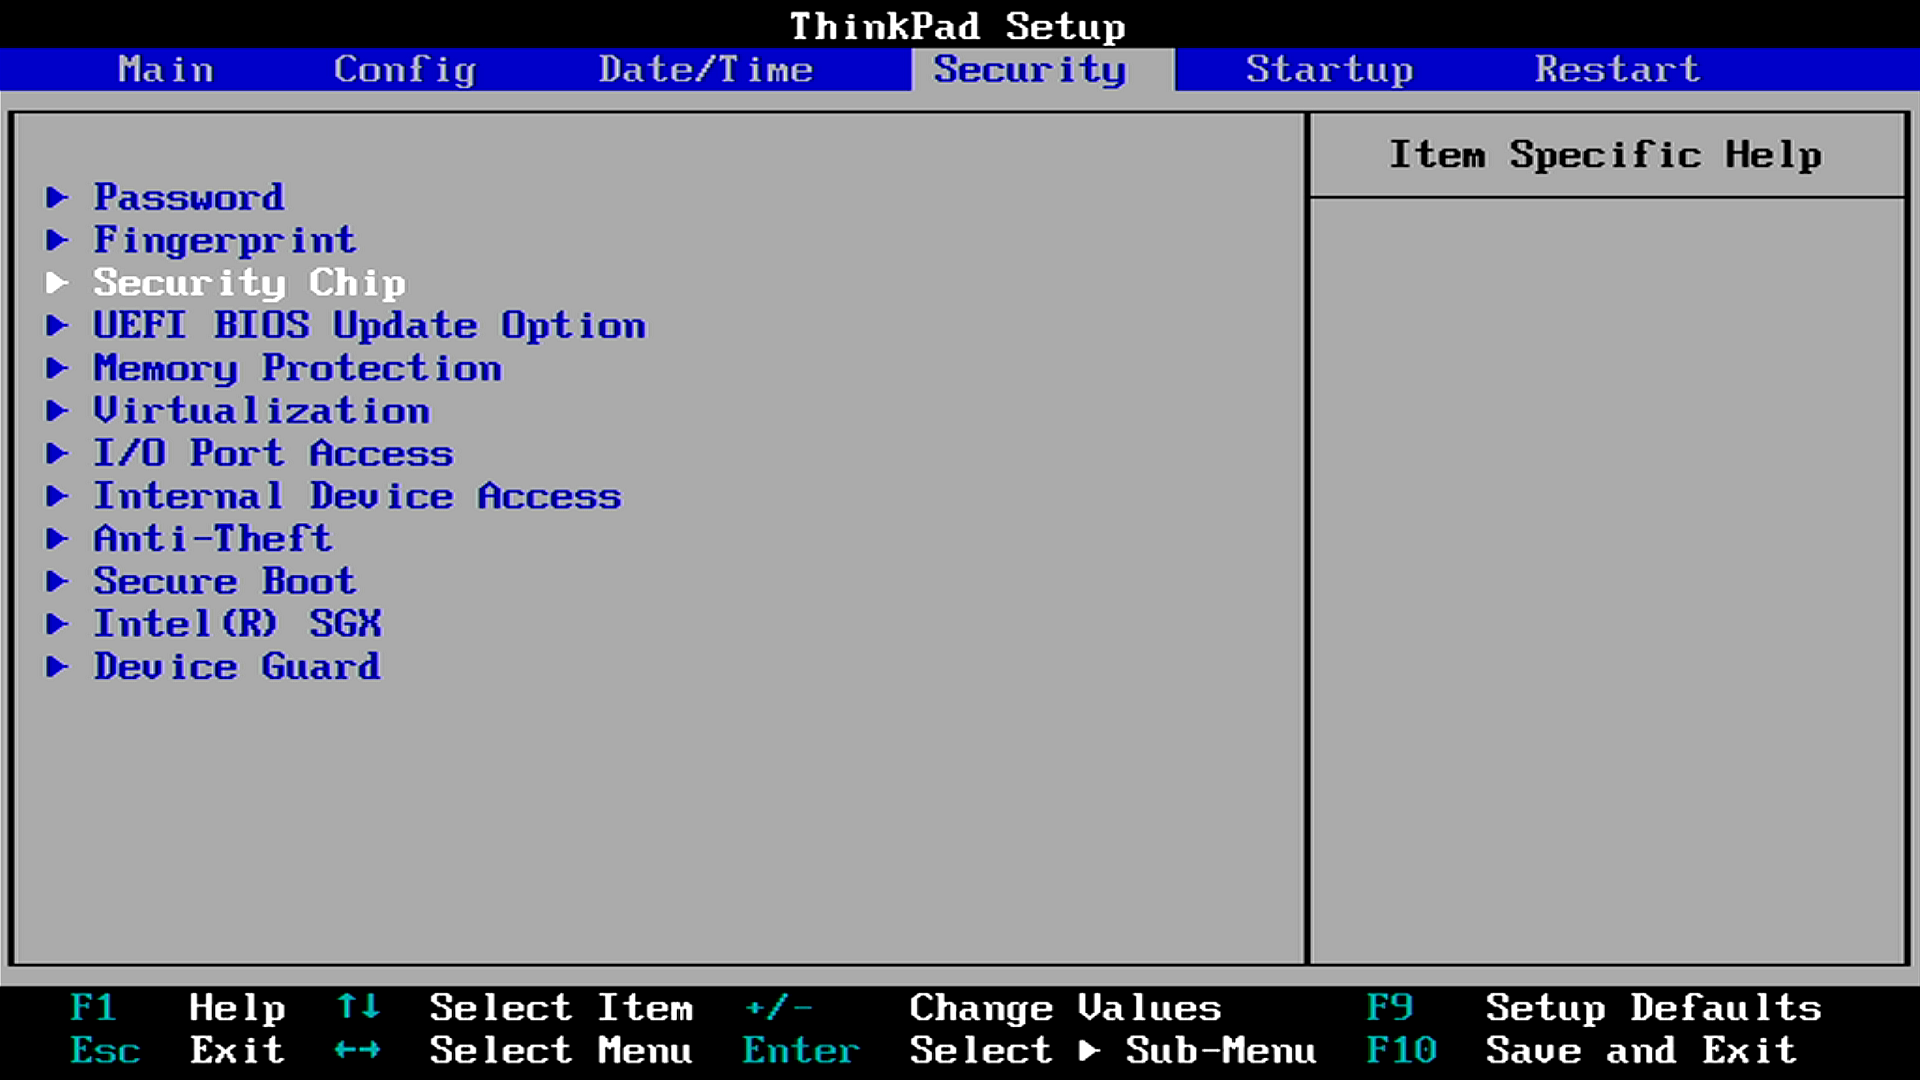 ThinkPad Setup
Main Config Date/Time Security Startup Restart
Item Specific Help
Password
Fingerprint
Security Chip
UEFI BIOS Update Option
Memory Protection
Virtualization
I/O Port Access
Internal Device Access
Anti-Theft
Secure Boot
Intel(R) SGX
Device Guard
F1 Help ↑↓ Select Item +/- Change Values F9 Setup Defaults
Esc Exit ←→ Select Menu Enter Select ▶ Sub-Menu F10 Save and Exit